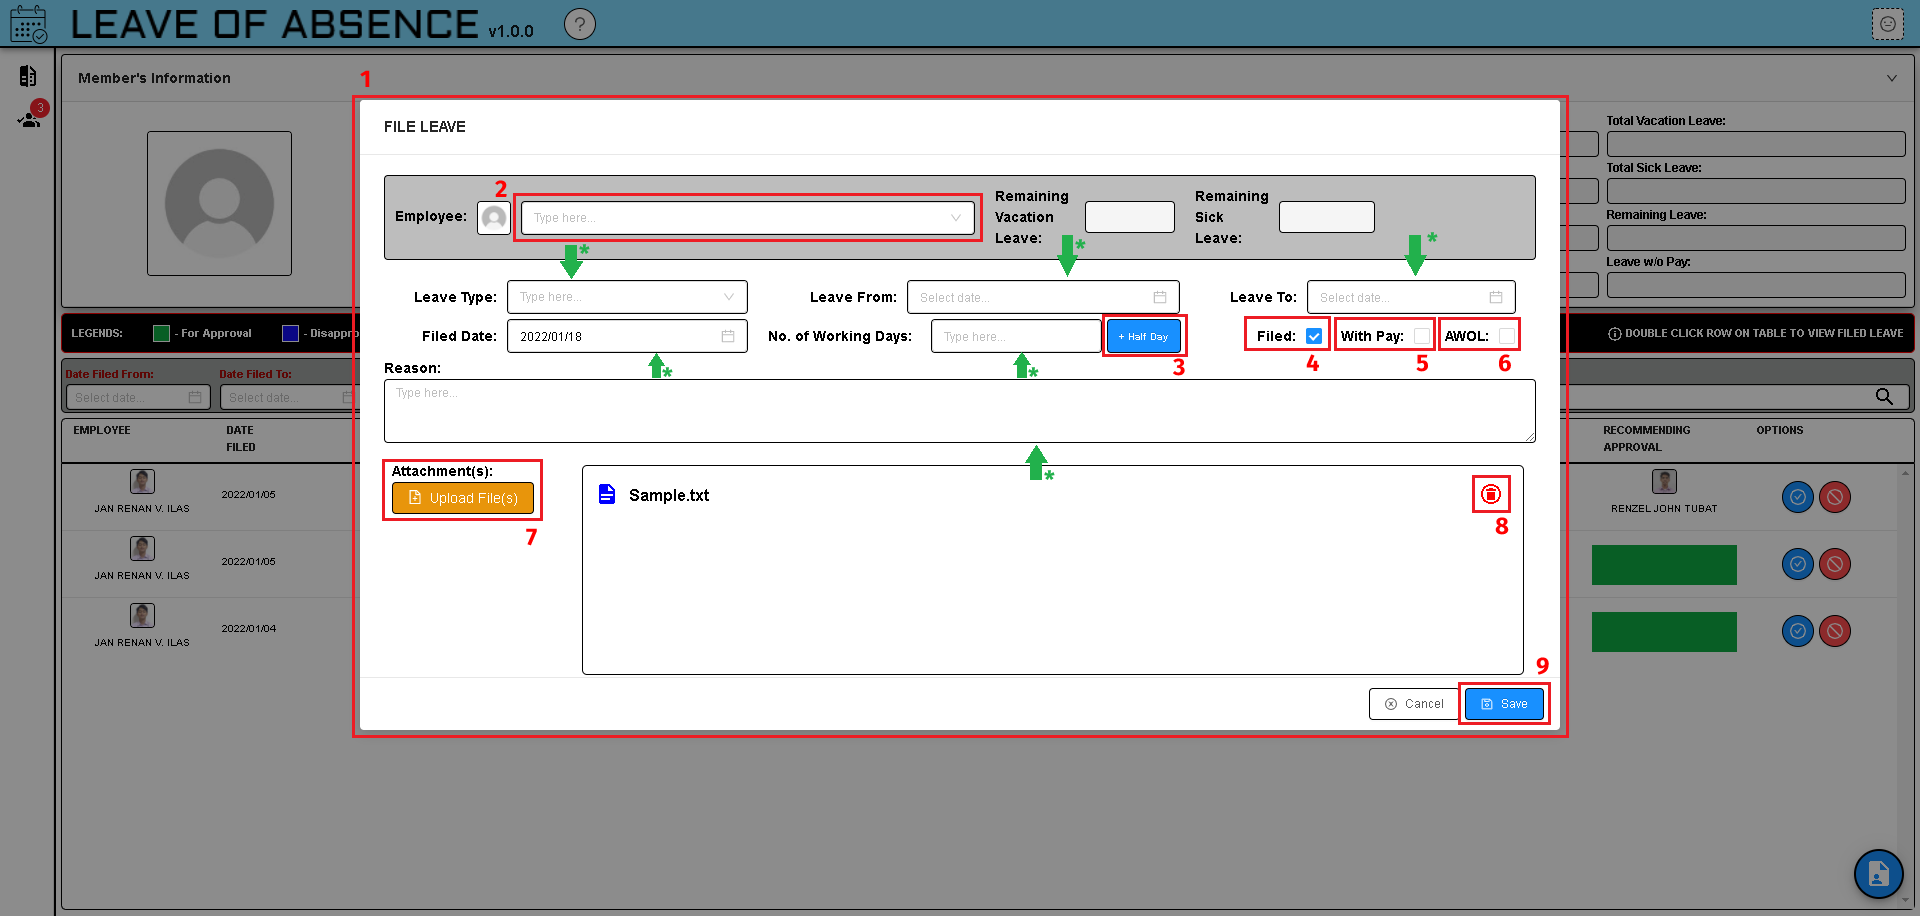 LEAVE OF ABSENCE v1.0.0 ?
3
Member's Information
1
Total Vacation Leave:
Total Sick Leave:
Remaining Leave:
Leave w/o Pay:
FILE LEAVE
Employee:
2
Type here...
Remaining
Vacation
Leave:
Remaining
Sick
Leave:
* * *
Leave Type: Type here... Leave From: Select date... Leave To: Select date...
Filed Date: 2022/01/18 No. of Working Days: Type here... + Half Day Filed: With Pay: AWOL:
* * 3 4 5 6
Reason:
Type here...
LEGENDS: - For Approval - Disappro
DOUBLE CLICK ROW ON TABLE TO VIEW FILED LEAVE
Date Filed From: Date Filed To:
Select date... Select date...
Attachment(s):
Upload File(s)
7
*
Sample.txt
8
9
Cancel Save
EMPLOYEE DATE
FILED
RECOMMENDING
APPROVAL
OPTIONS
JAN RENAN V. ILAS 2022/01/05 RENZEL JOHN TUBAT
JAN RENAN V. ILAS 2022/01/05
JAN RENAN V. ILAS 2022/01/04